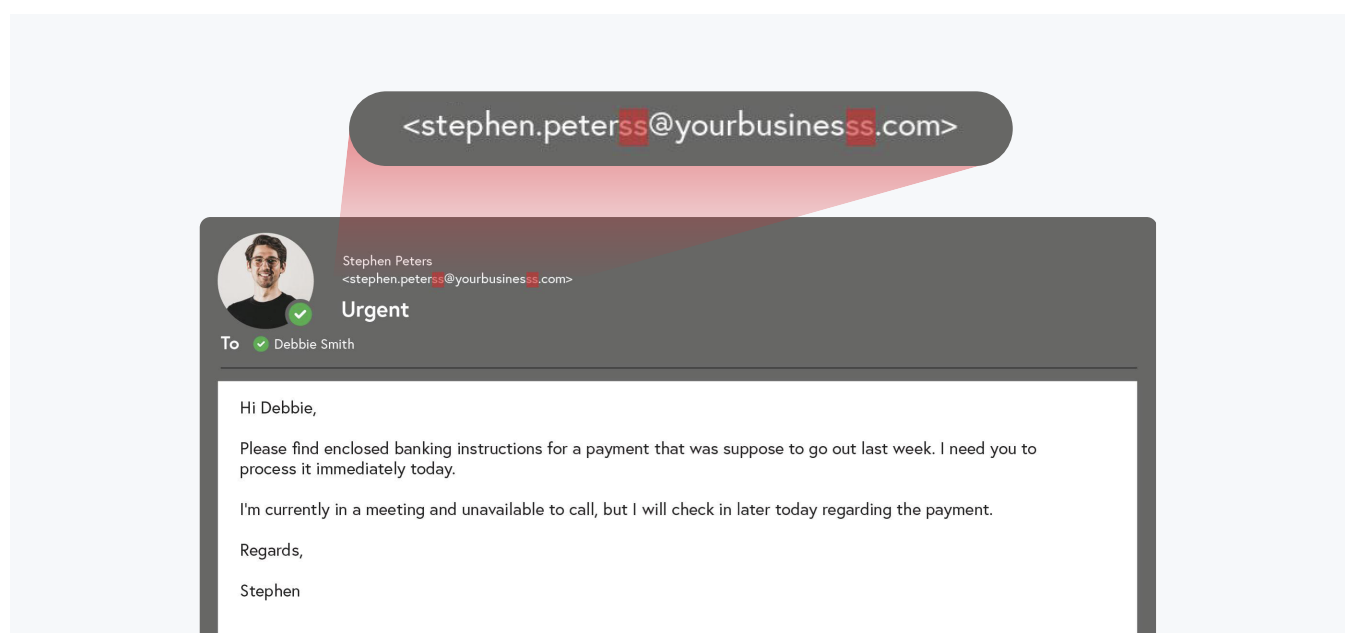 <stephen.peterss@yourbusiness.com>
Stephen Peters
<stephen.peterss@yourbusiness.com>
Urgent
To Debbie Smith
Hi Debbie,
Please find enclosed banking instructions for a payment that was suppose to go out last week. I need you to
process it immediately today.
I'm currently in a meeting and unavailable to call, but I will check in later today regarding the payment.
Regards,
Stephen